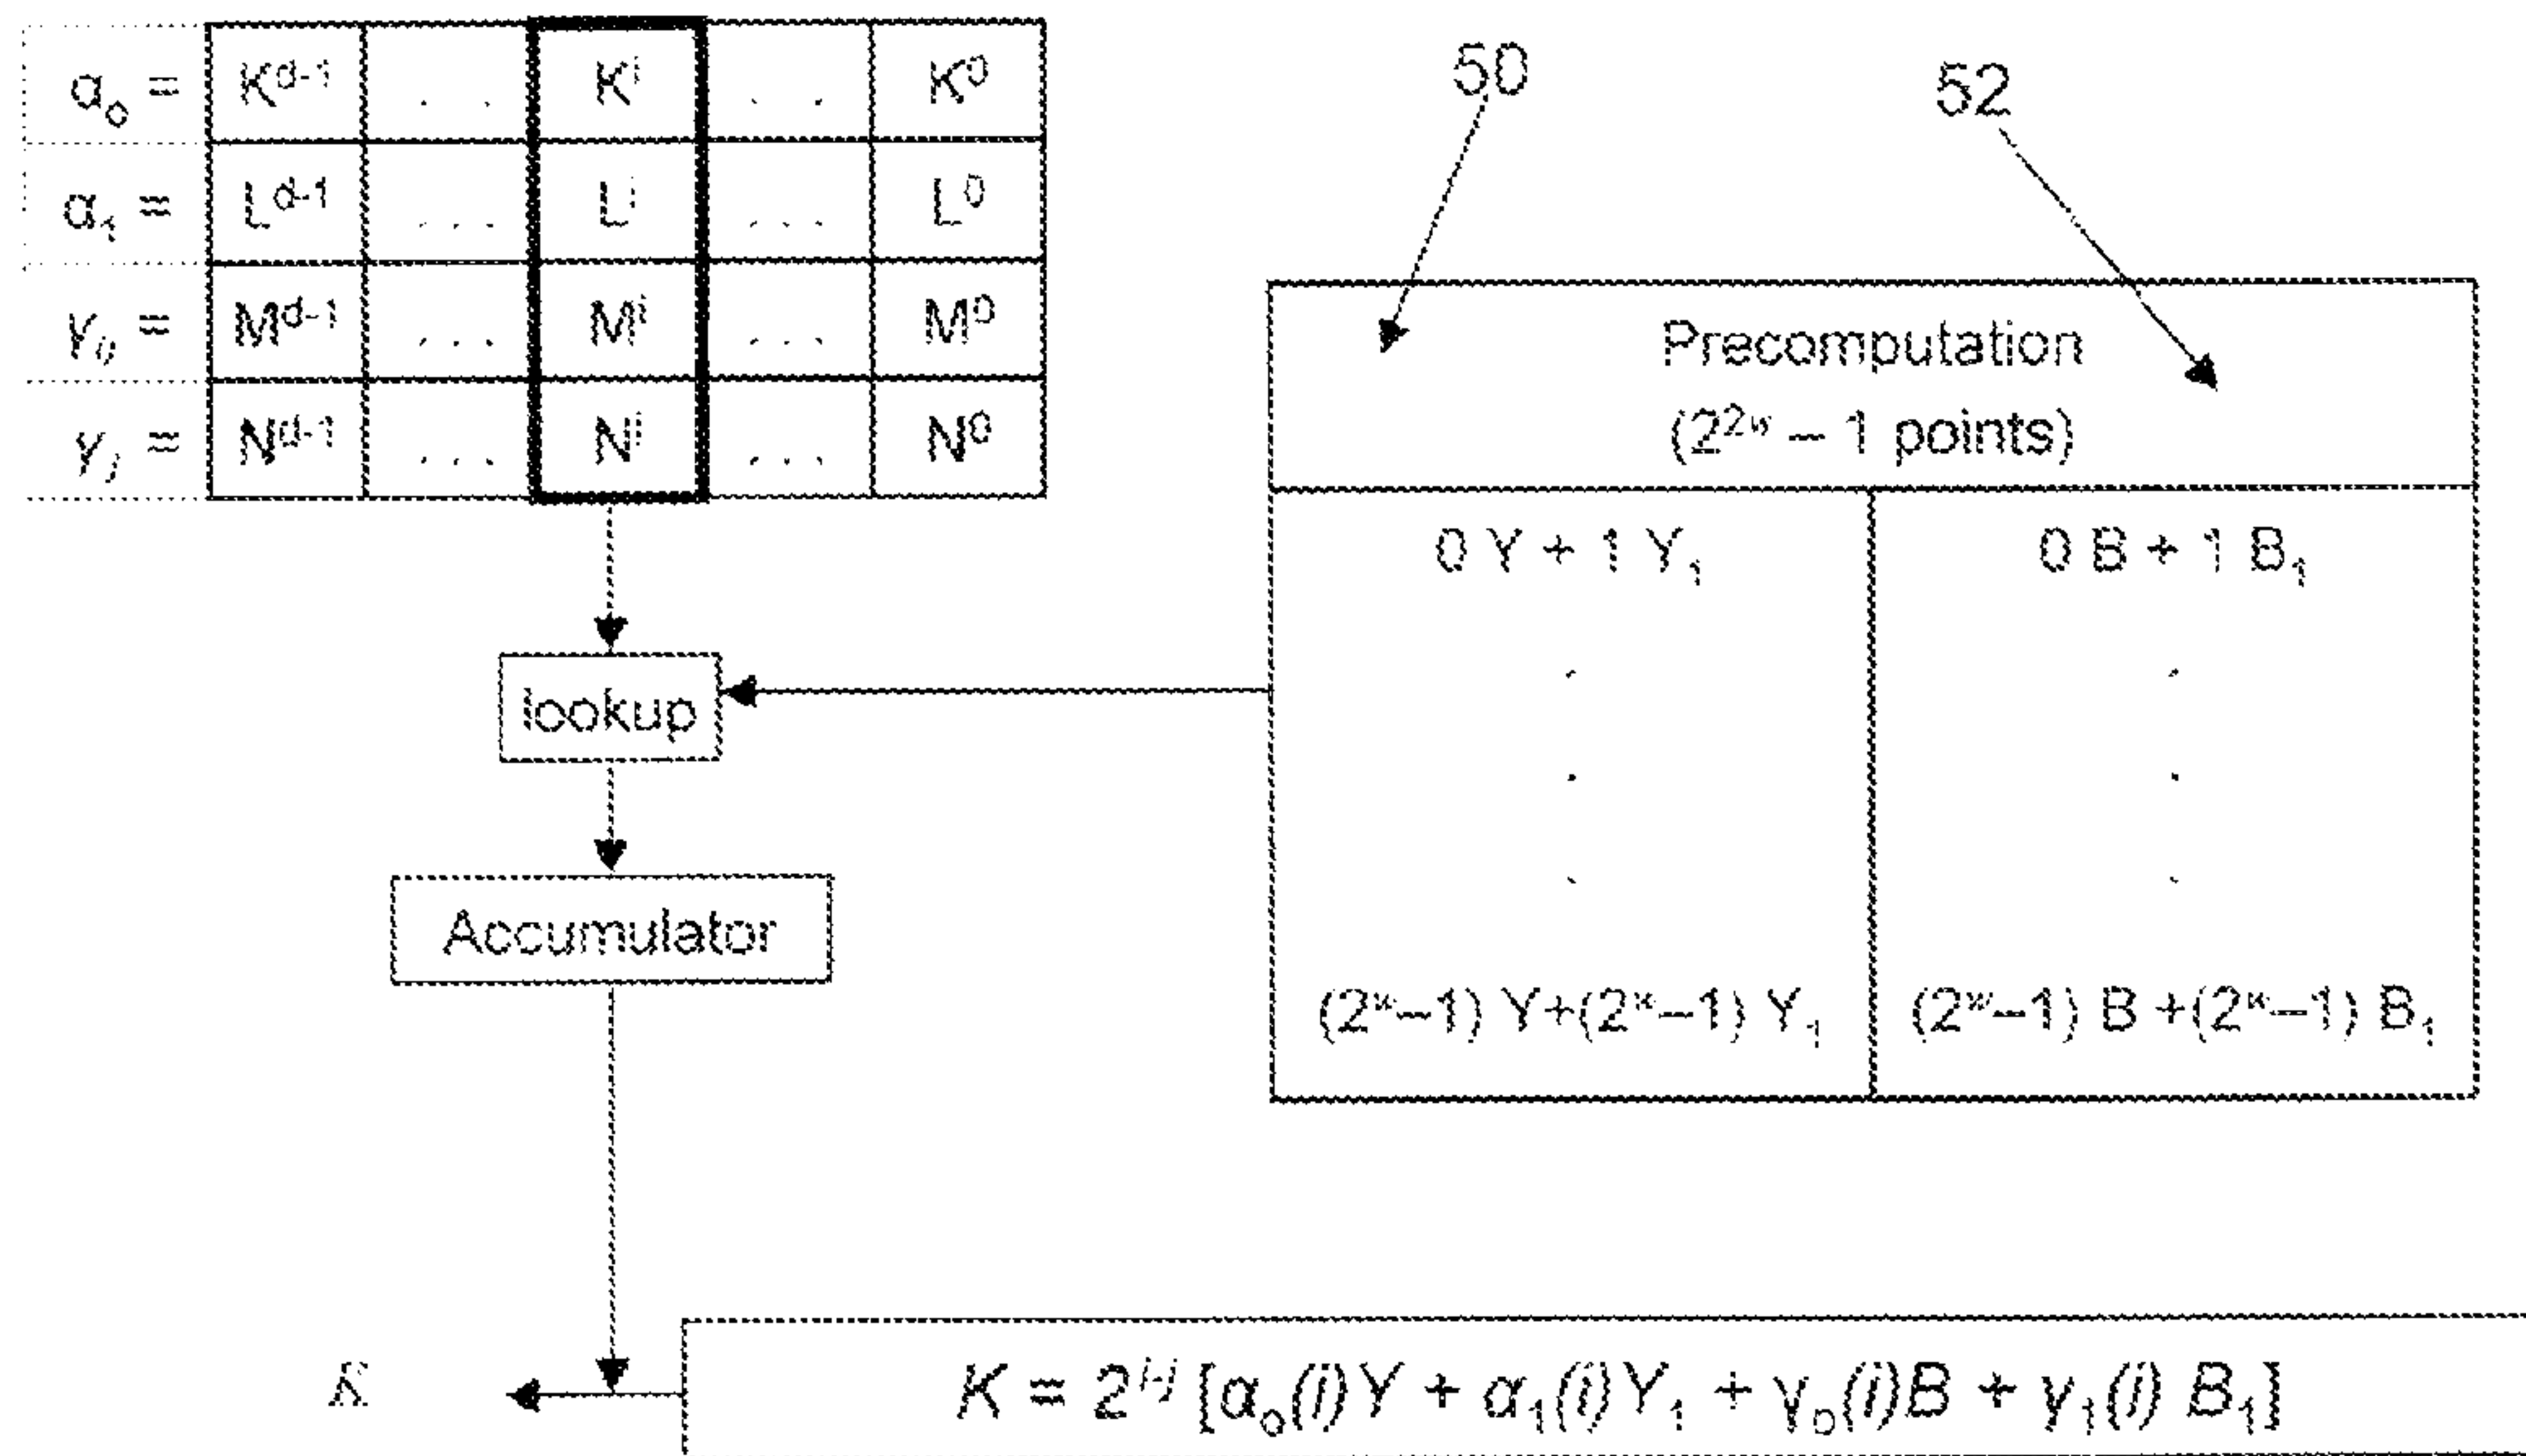 α₀ = K^{d-1} . . K^i . . K^0
α₁ = L^{d-1} ... L^i ... L^0
γ₀ = M^{d-1} ... M^i ... M^0
γ₁ = N^{d-1} ... N^i ... N^0
50
52
Precomputation
(2^{2w} – 1 points)
0 Y + 1 Y₁
0 B + 1 B₁
.
.
.
.
.
.
(2^w–1) Y+(2^w–1) Y₁
(2^w–1) B +(2^w–1) B₁
lookup
Accumulator
K
K = 2 [α₀(i)Y + α₁(i)Y₁ + γ₀(i)B + γ₁(i) B₁]